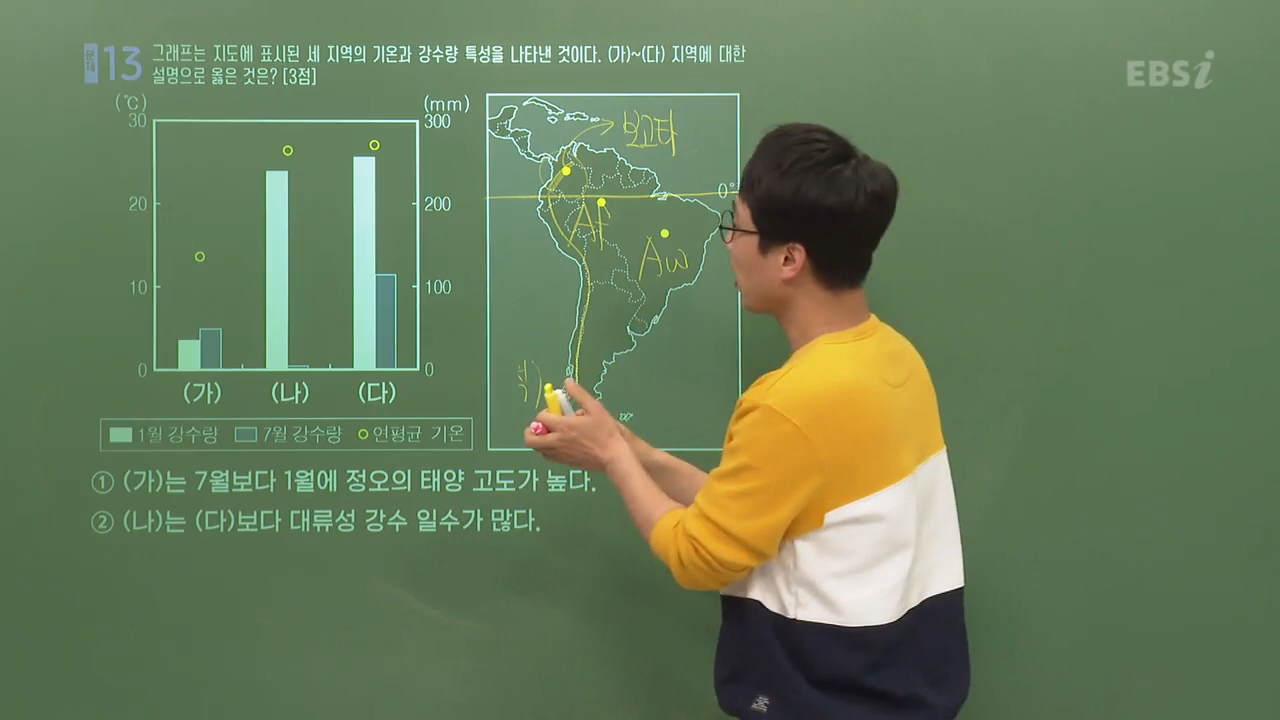 문제 13 그래프는 지도에 표시된 세 지역의 기온과 강수량 특성을 나타낸 것이다. (가)~(다) 지역에 대한
설명으로 옳은 것은? [3점]
EBSi
(℃) (mm)
30 300
20 200
10 100
0 0
(가) (나) (다)
1월 강수량 7월 강수량 연평균 기온
보고타
0°
Af
Aw
① (가)는 7월보다 1월에 정오의 태양 고도가 높다.
② (나)는 (다)보다 대류성 강수 일수가 많다.